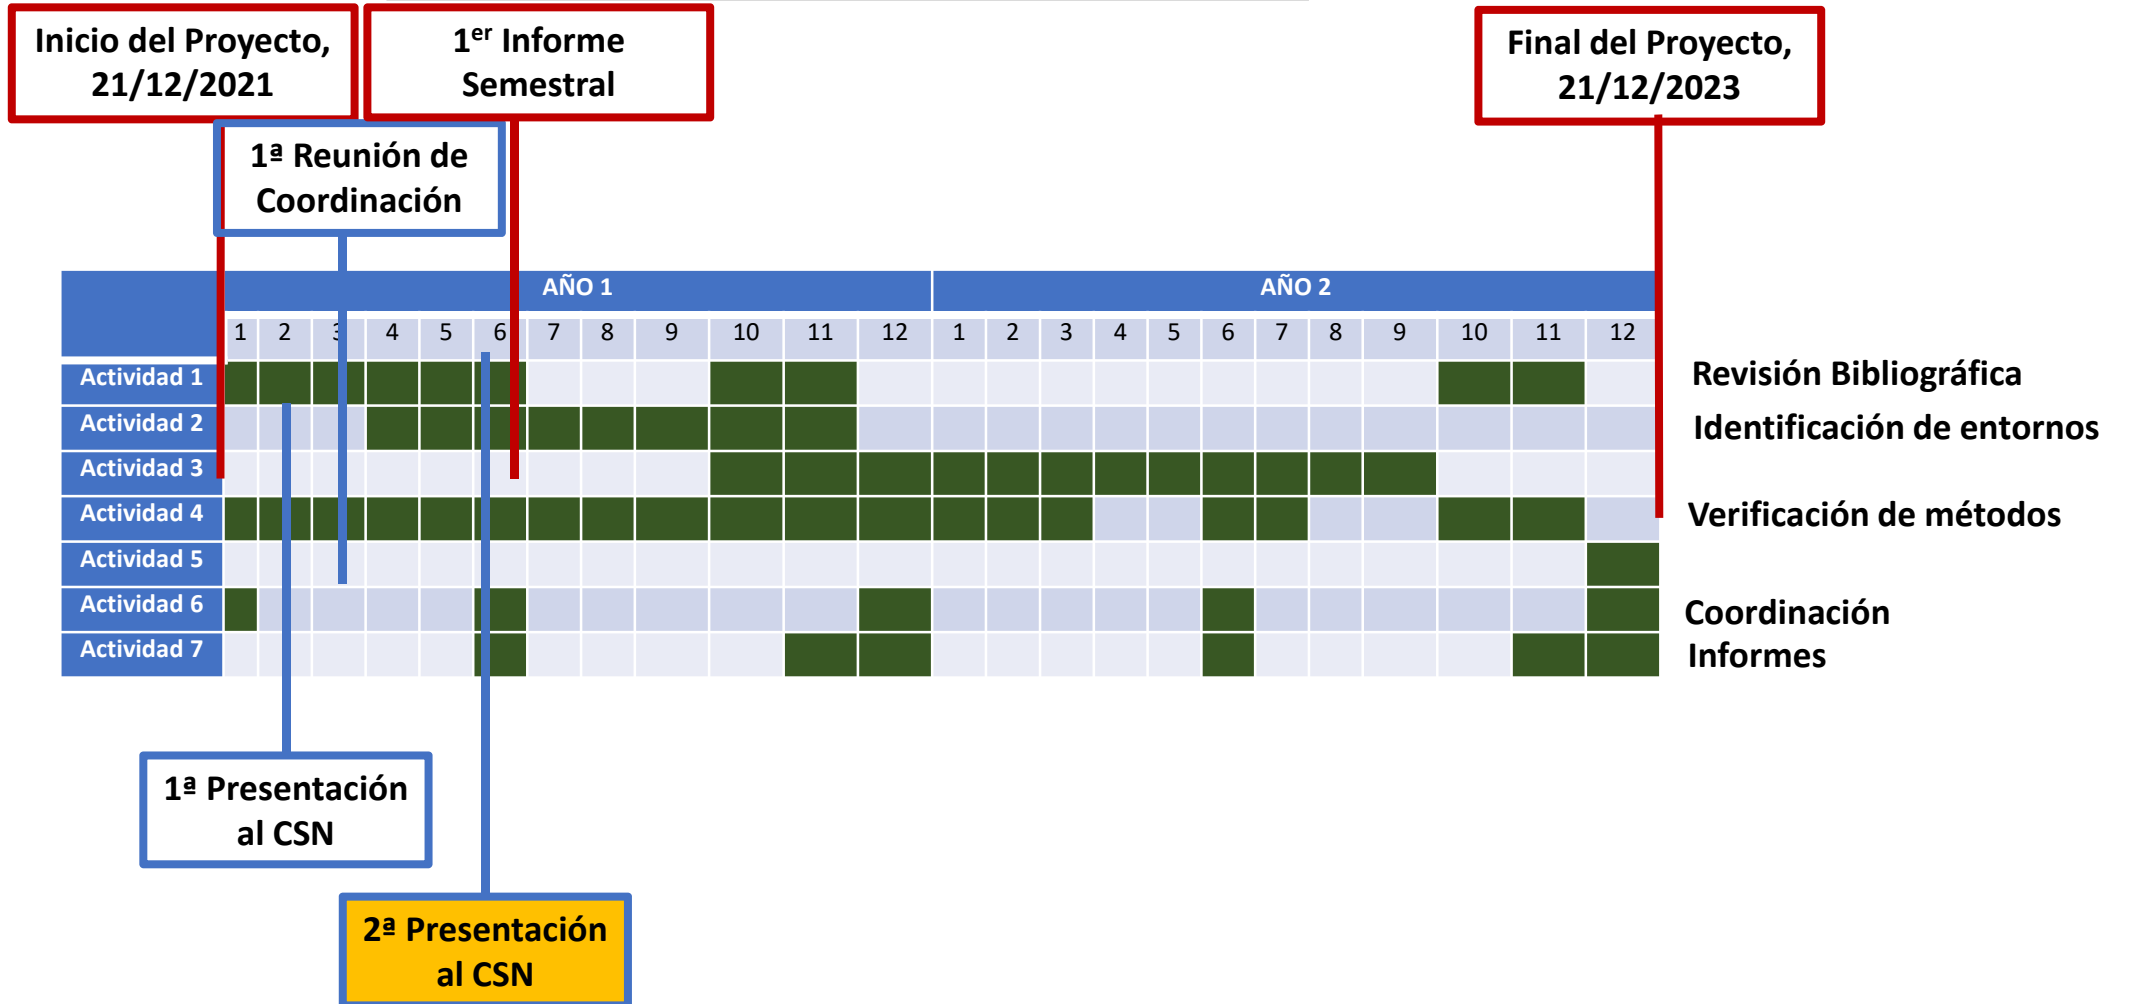 Inicio del Proyecto,
21/12/2021
1er Informe
Semestral
Final del Proyecto,
21/12/2023
1ª Reunión de
Coordinación
AÑO 1 AÑO 2
1 2 3 4 5 6 7 8 9 10 11 12 1 2 3 4 5 6 7 8 9 10 11 12
Actividad 1 Revisión Bibliográfica
Actividad 2 Identificación de entornos
Actividad 3
Actividad 4 Verificación de métodos
Actividad 5
Actividad 6 Coordinación
Actividad 7 Informes
1ª Presentación
al CSN
2ª Presentación
al CSN